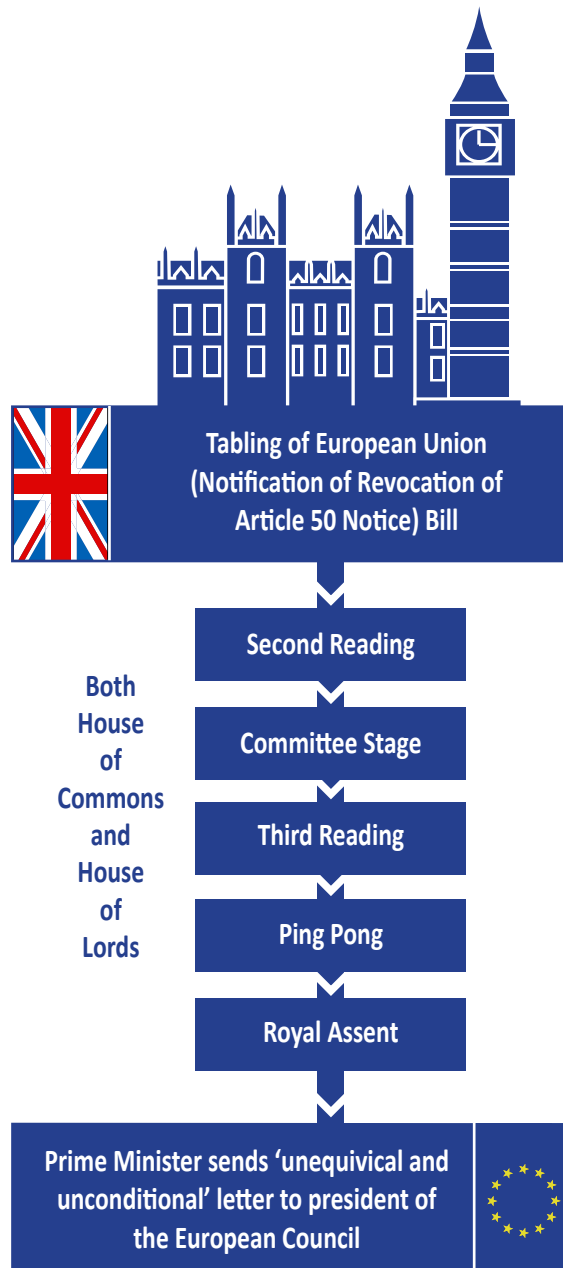 Tabling of European Union
(Notification of Revocation of
Article 50 Notice) Bill
Second Reading
Both
House
of
Commons
and
House
of
Lords
Committee Stage
Third Reading
Ping Pong
Royal Assent
Prime Minister sends ‘unequivical and
unconditional’ letter to president of
the European Council